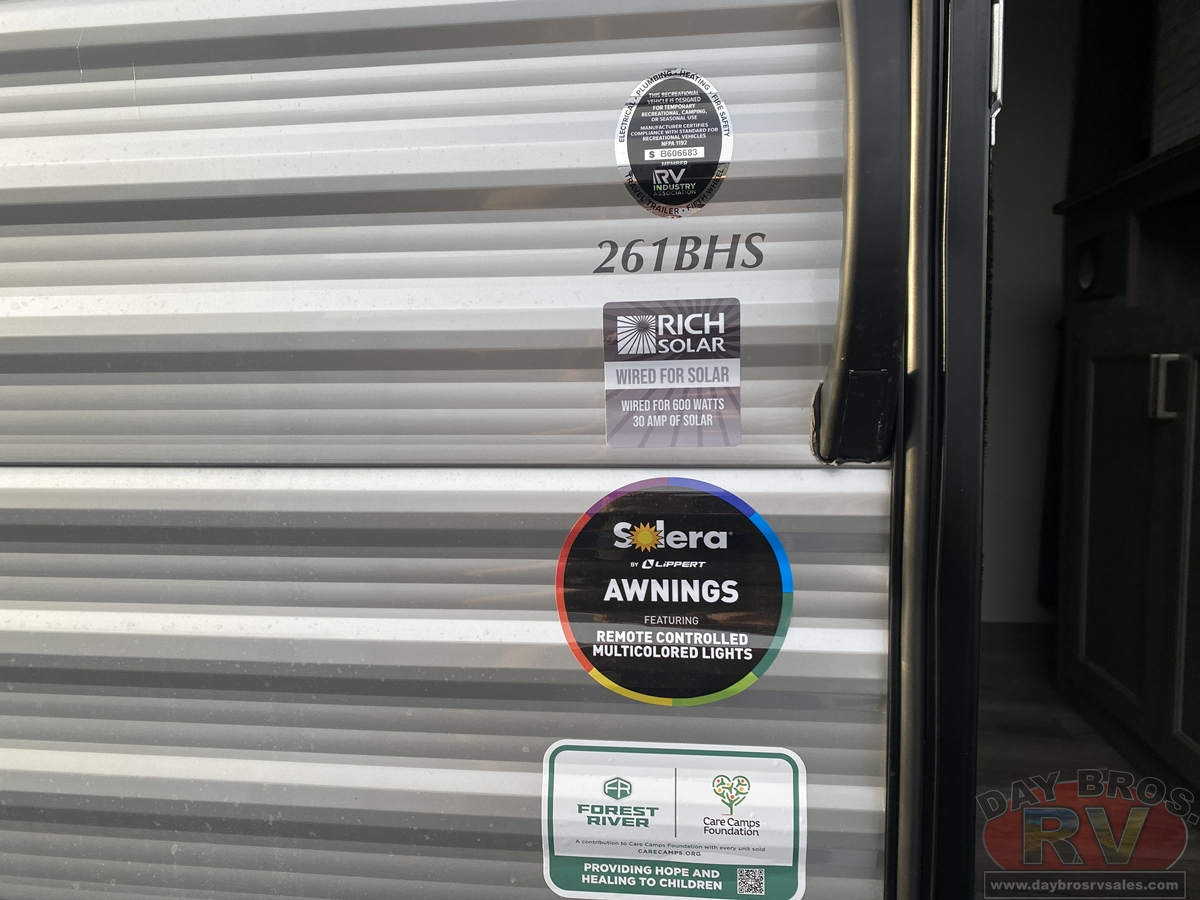 ELECTRICAL • PLUMBING • HEATING • FIRE SAFETY
THIS RECREATIONAL
VEHICLE IS DESIGNED
FOR TEMPORARY
RECREATIONAL, CAMPING,
OR SEASONAL USE
MANUFACTURER CERTIFIES
COMPLIANCE WITH STANDARD FOR
RECREATIONAL VEHICLES
NFPA 1192
S B606683
MEMBER
RV
INDUSTRY
ASSOCIATION
TRAVEL TRAILER • FIFTH WHEEL
261BHS
RICH
SOLAR
WIRED FOR SOLAR
WIRED FOR 600 WATTS
30 AMP OF SOLAR
Solera
BY LIPPERT
AWNINGS
FEATURING
REMOTE CONTROLLED
MULTICOLORED LIGHTS
FR
FOREST
RIVER
Care Camps
Foundation
A contribution to Care Camps Foundation with every unit sold
CARECAMPS.ORG
PROVIDING HOPE AND
HEALING TO CHILDREN
DAY BROS.
RV
www.daybrosrvsales.com